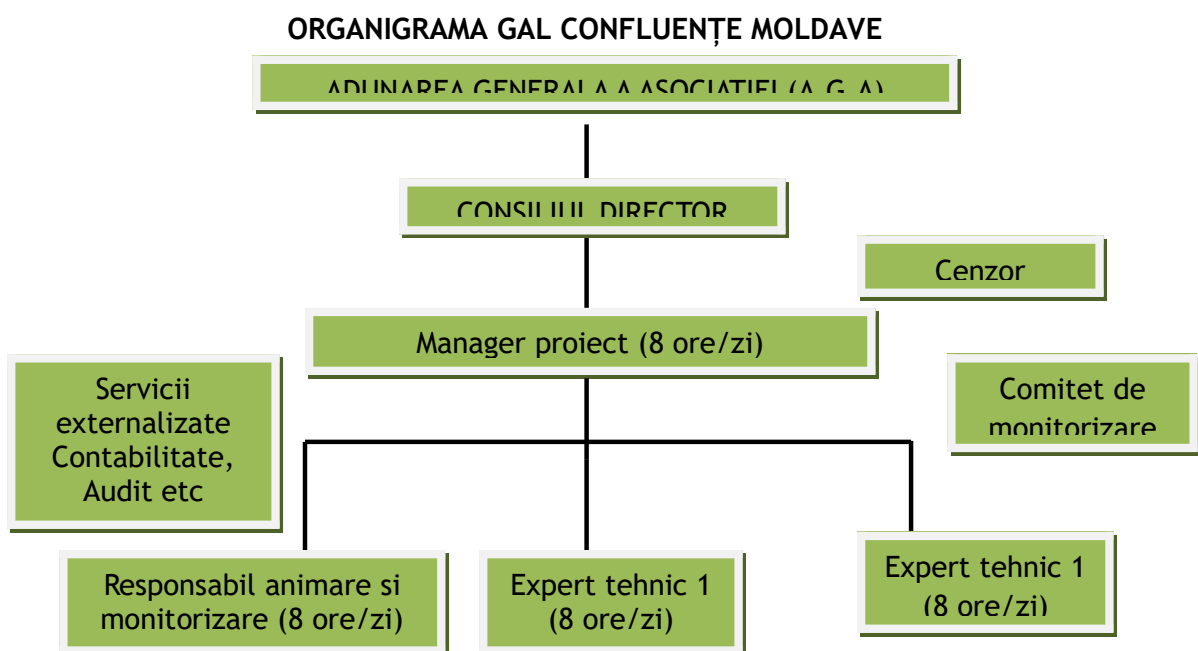 ORGANIGRAMA GAL CONFLUENȚE MOLDAVE
ADUNAREA GENERALA A ASOCIATIEI (A.G.A)
CONSILIUL DIRECTOR
Cenzor
Manager proiect (8 ore/zi)
Servicii
externalizate
Contabilitate,
Audit etc
Comitet de
monitorizare
Responsabil animare si
monitorizare (8 ore/zi)
Expert tehnic 1
(8 ore/zi)
Expert tehnic 1
(8 ore/zi)